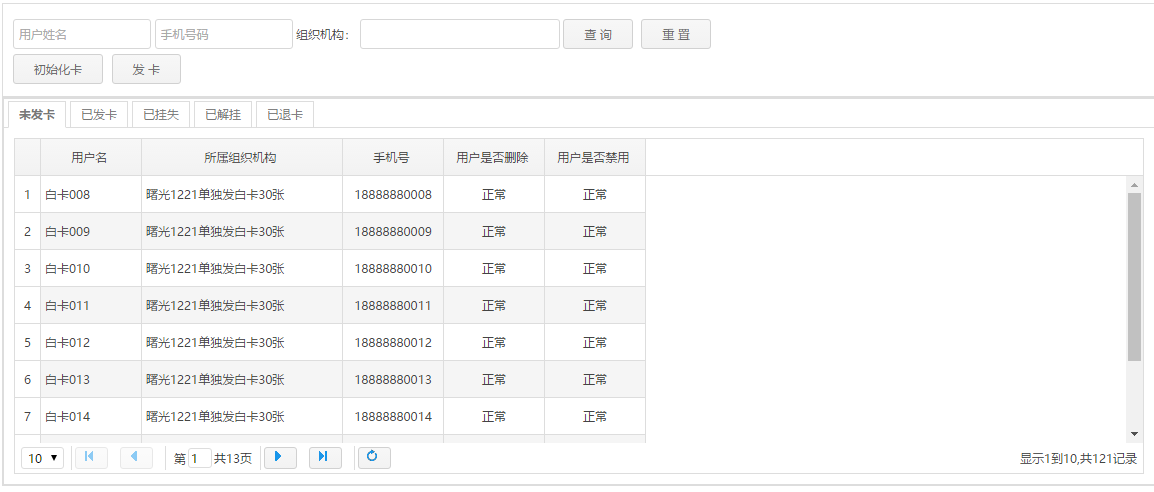 用户姓名 手机号码 组织机构： 查 询 重 置
初始化卡 发 卡
未发卡 已发卡 已挂失 已解挂 已退卡
用户名 所属组织机构 手机号 用户是否删除 用户是否禁用
1 白卡008 曙光1221单独发白卡30张 18888880008 正常 正常
2 白卡009 曙光1221单独发白卡30张 18888880009 正常 正常
3 白卡010 曙光1221单独发白卡30张 18888880010 正常 正常
4 白卡011 曙光1221单独发白卡30张 18888880011 正常 正常
5 白卡012 曙光1221单独发白卡30张 18888880012 正常 正常
6 白卡013 曙光1221单独发白卡30张 18888880013 正常 正常
7 白卡014 曙光1221单独发白卡30张 18888880014 正常 正常
10 第 1 共13页 显示1到10,共121记录